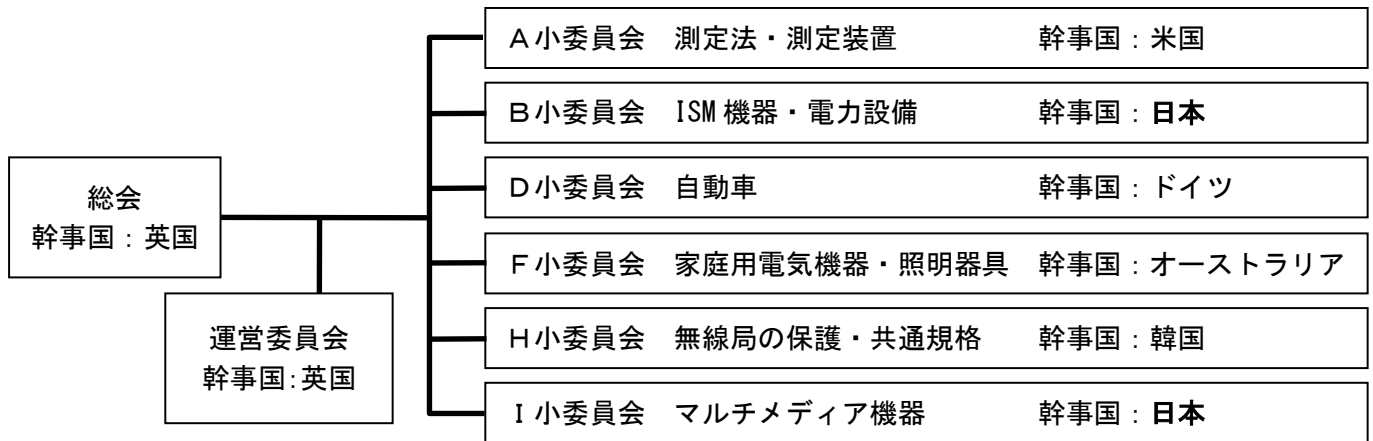 A小委員会 測定法・測定装置 幹事国：米国
B小委員会 ISM機器・電力設備 幹事国：日本
D小委員会 自動車 幹事国：ドイツ
F小委員会 家庭用電気機器・照明器具 幹事国：オーストラリア
H小委員会 無線局の保護・共通規格 幹事国：韓国
I小委員会 マルチメディア機器 幹事国：日本
総会
幹事国：英国
運営委員会
幹事国:英国